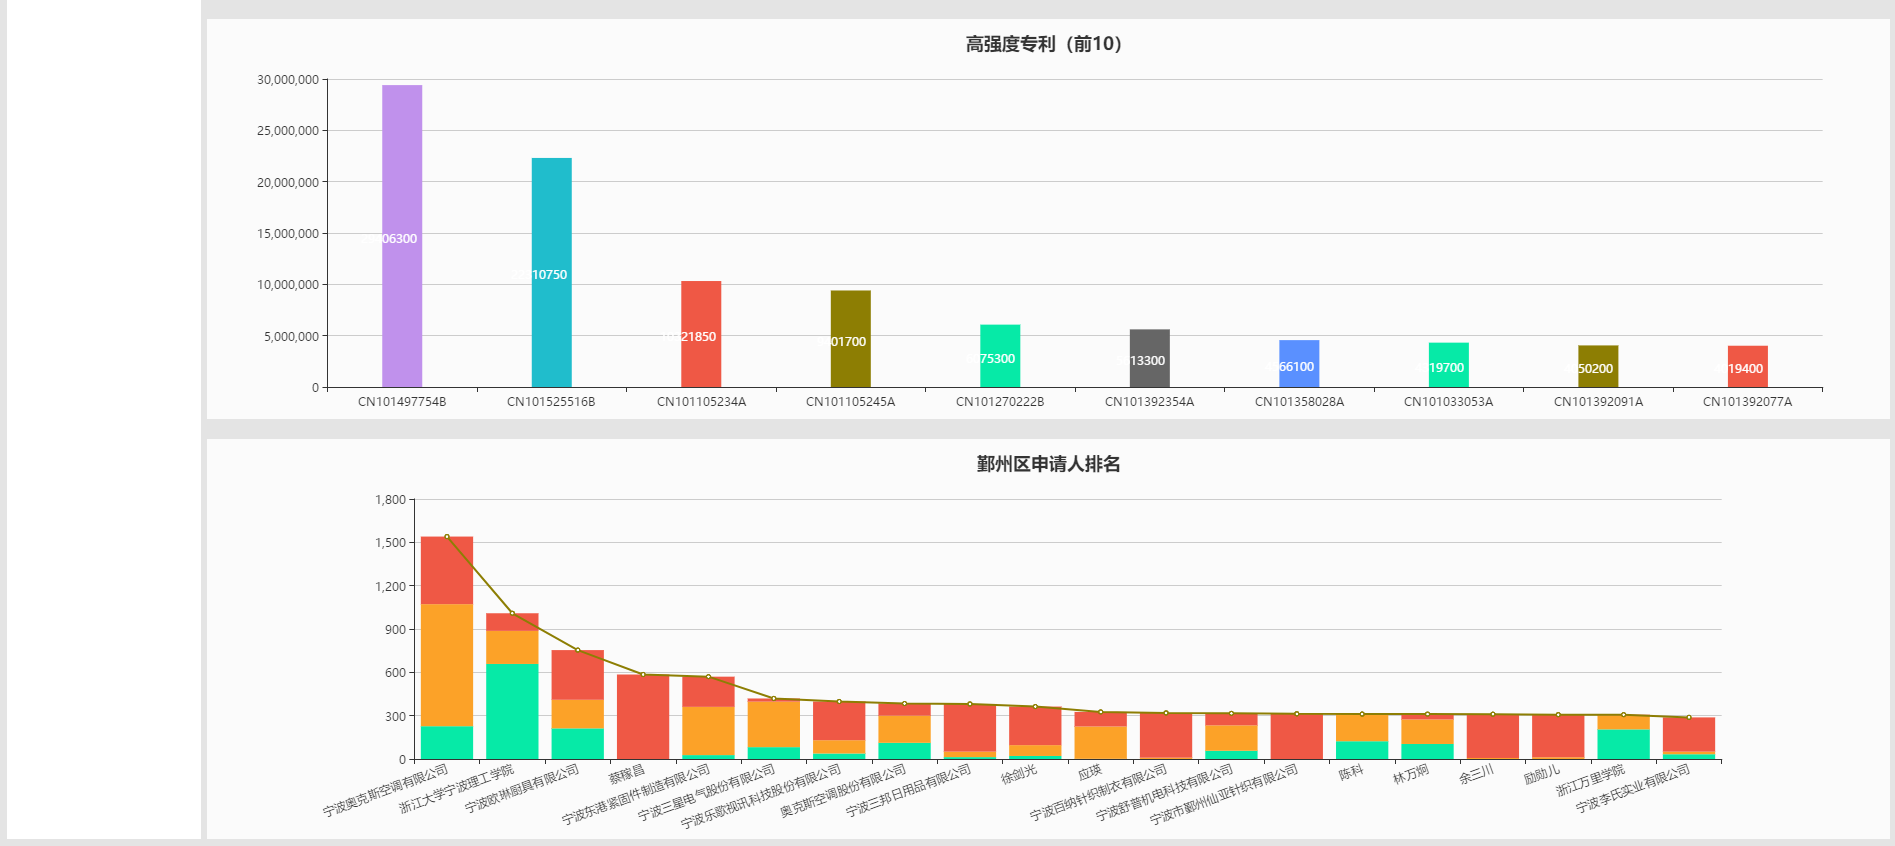 高强度专利（前10）
30,000,000
25,000,000
20,000,000
15,000,000
10,000,000
5,000,000
0
06300
10750
21850
01700
75300
13300
66100
19700
50200
19400
CN101497754B
CN101525516B
CN101105234A
CN101105245A
CN101270222B
CN101392354A
CN101358028A
CN101033053A
CN101392091A
CN101392077A
鄞州区申请人排名
1,800
1,500
1,200
900
600
300
0
宁波奥克斯空调有限公司
浙江大学宁波理工学院
宁波欧琳厨具有限公司
蔡稼昌
宁波东港紧固件制造有限公司
宁波三星电气股份有限公司
宁波乐歌视讯科技股份有限公司
奥克斯空调股份有限公司
宁波三邦日用品有限公司
徐剑光
应瑛
宁波百纳针织制衣有限公司
宁波舒普机电科技有限公司
宁波市鄞州仙亚针织有限公司
陈科
林万炯
余三川
励勋儿
浙江万里学院
宁波李氏实业有限公司